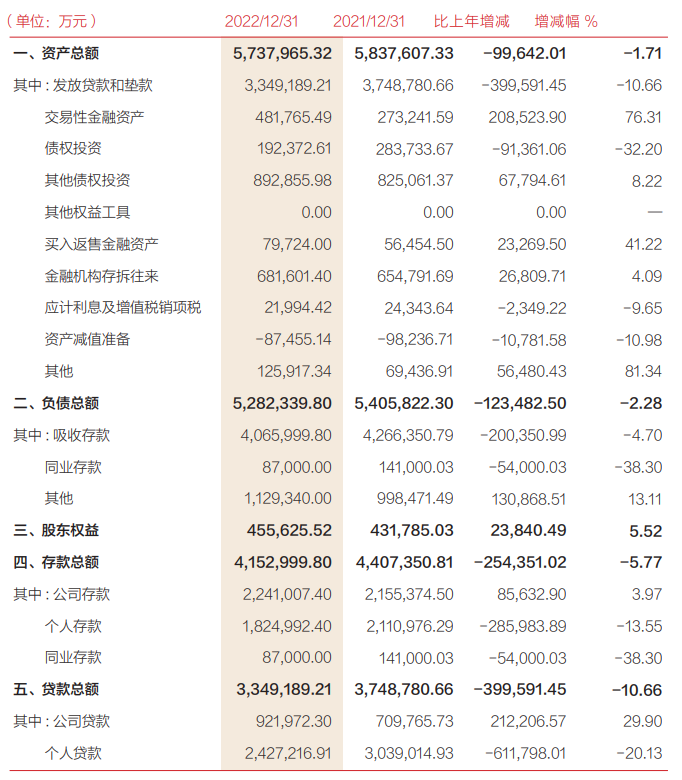 （单位：万元） 2022/12/31 2021/12/31 比上年增减 增减幅 %
一、资产总额 5,737,965.32 5,837,607.33 −99,642.01 −1.71
其中：发放贷款和垫款 3,349,189.21 3,748,780.66 −399,591.45 −10.66
交易性金融资产 481,765.49 273,241.59 208,523.90 76.31
债权投资 192,372.61 283,733.67 −91,361.06 −32.20
其他债权投资 892,855.98 825,061.37 67,794.61 8.22
其他权益工具 0.00 0.00 0.00 —
买入返售金融资产 79,724.00 56,454.50 23,269.50 41.22
金融机构存拆往来 681,601.40 654,791.69 26,809.71 4.09
应计利息及增值税销项税 21,994.42 24,343.64 −2,349.22 −9.65
资产减值准备 −87,455.14 −98,236.71 −10,781.58 −10.98
其他 125,917.34 69,436.91 56,480.43 81.34
二、负债总额 5,282,339.80 5,405,822.30 −123,482.50 −2.28
其中：吸收存款 4,065,999.80 4,266,350.79 −200,350.99 −4.70
同业存款 87,000.00 141,000.03 −54,000.03 −38.30
其他 1,129,340.00 998,471.49 130,868.51 13.11
三、股东权益 455,625.52 431,785.03 23,840.49 5.52
四、存款总额 4,152,999.80 4,407,350.81 −254,351.02 −5.77
其中：公司存款 2,241,007.40 2,155,374.50 85,632.90 3.97
个人存款 1,824,992.40 2,110,976.29 −285,983.89 −13.55
同业存款 87,000.00 141,000.03 −54,000.03 −38.30
五、贷款总额 3,349,189.21 3,748,780.66 −399,591.45 −10.66
其中：公司贷款 921,972.30 709,765.73 212,206.57 29.90
个人贷款 2,427,216.91 3,039,014.93 −611,798.01 −20.13